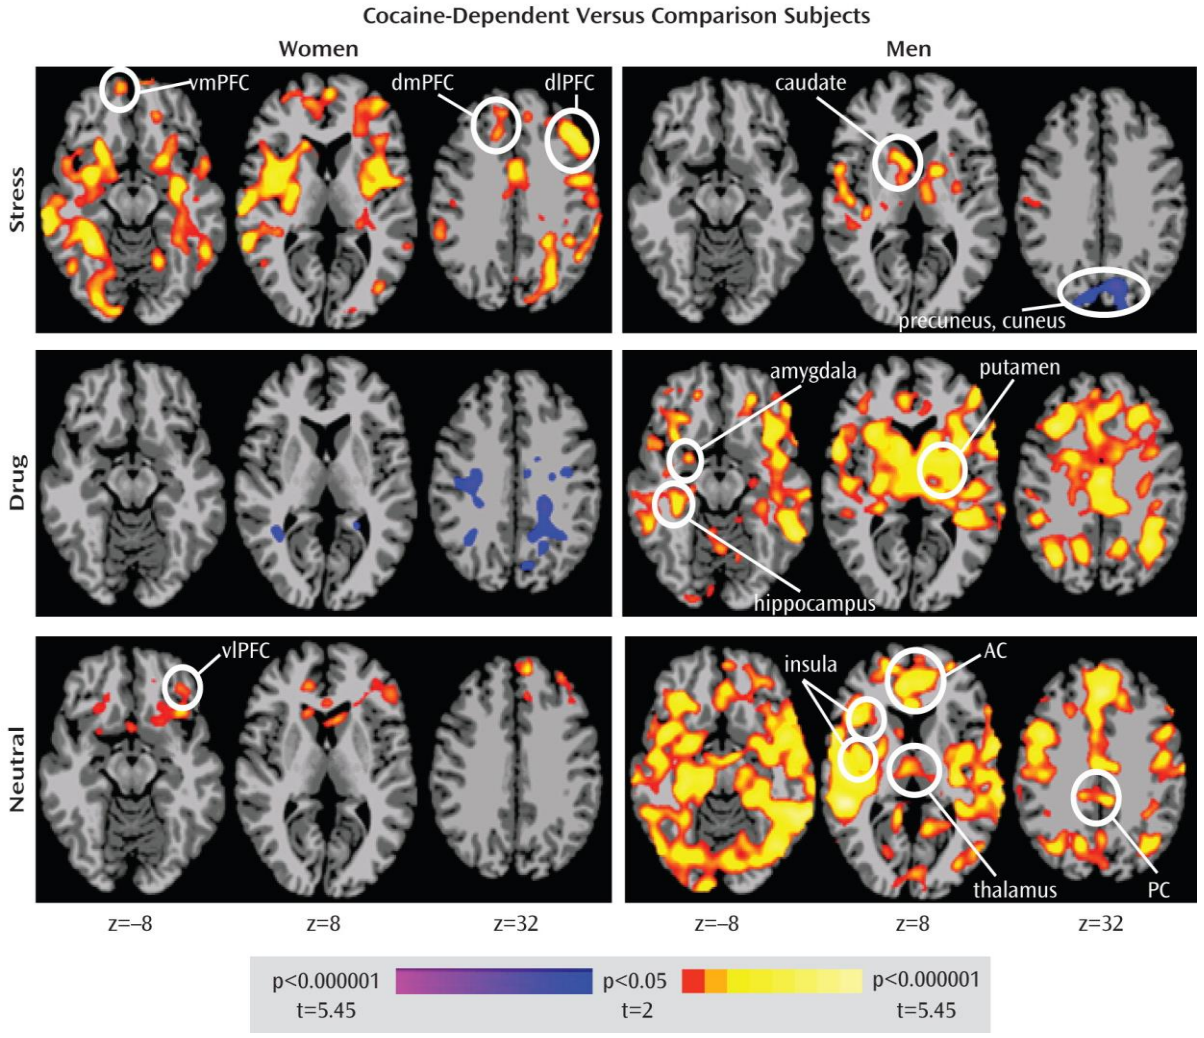 Cocaine-Dependent Versus Comparison Subjects
Women
Men
Stress
vmPFC
dmPFC
dlPFC
caudate
precuneus, cuneus
Drug
amygdala
putamen
hippocampus
Neutral
vlPFC
insula
AC
thalamus
PC
z=–8
z=8
z=32
z=–8
z=8
z=32
p<0.000001
p<0.05
p<0.000001
t=5.45
t=2
t=5.45